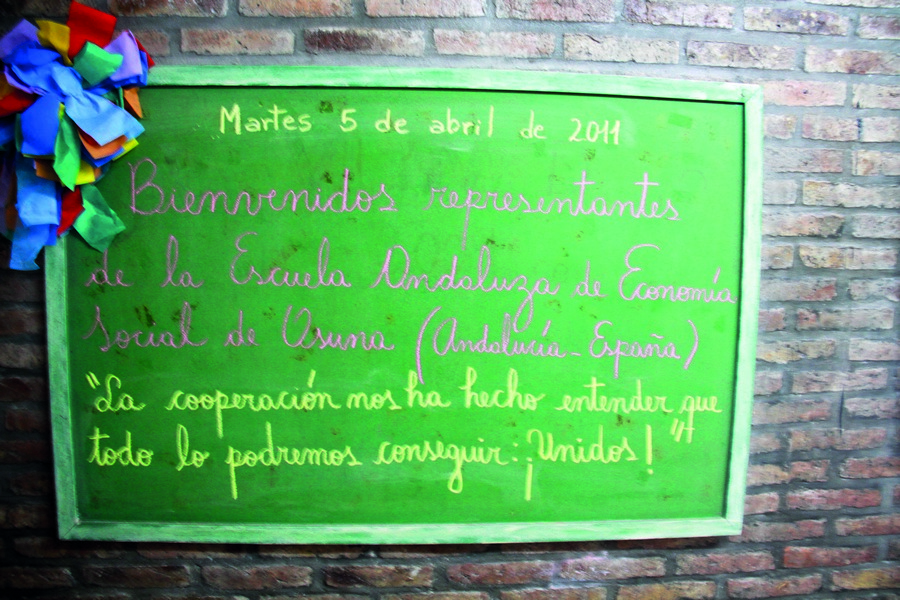 Martes 5 de abril de 2011
Bienvenidos representantes
de la Escuela Andaluza de Economía
Social de Osuna (Andalucía - España)
"La cooperación nos ha hecho entender que
todo lo podremos conseguir: ¡Unidos!"